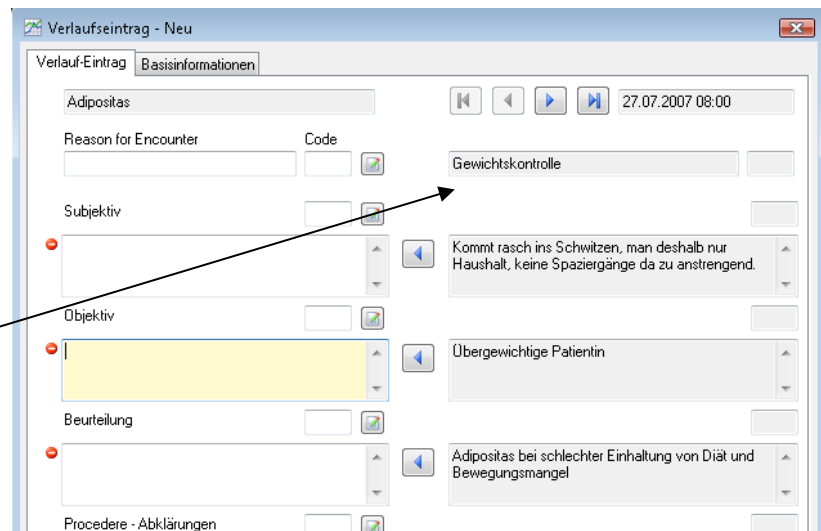 Verlaufseintrag - Neu
Verlauf-Eintrag Basisinformationen
Adipositas 27.07.2007 08:00
Reason for Encounter Code
Gewichtskontrolle
Subjektiv
Kommt rasch ins Schwitzen, man deshalb nur
Haushalt, keine Spaziergänge da zu anstrengend.
Objektiv
Übergewichtige Patientin
Beurteilung
Adipositas bei schlechter Einhaltung von Diät und
Bewegungsmangel
Procedere - Abklärungen